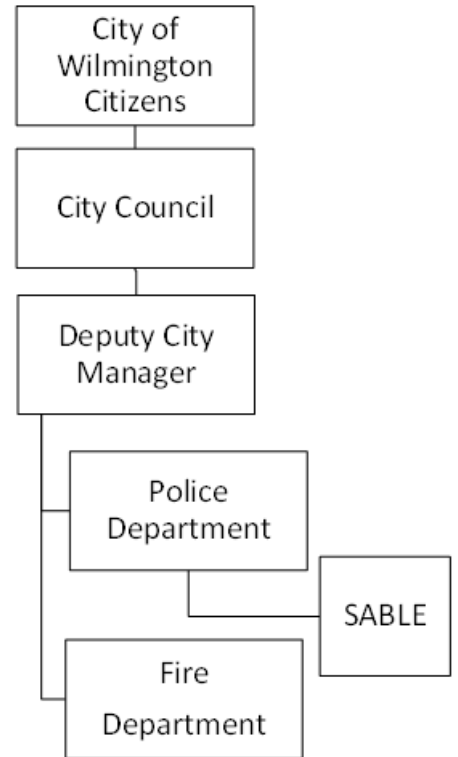 City of
Wilmington
Citizens
City Council
Deputy City
Manager
Police
Department
SABLE
Fire
Department